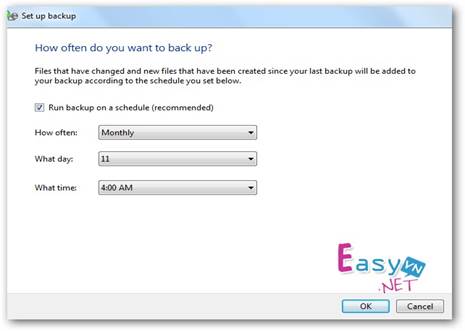 Set up backup
How often do you want to back up?
Files that have changed and new files that have been created since your last backup will be added to
your backup according to the schedule you set below.
Run backup on a schedule (recommended)
How often: Monthly
What day: 11
What time: 4:00 AM
Easy VN
.NET
OK Cancel